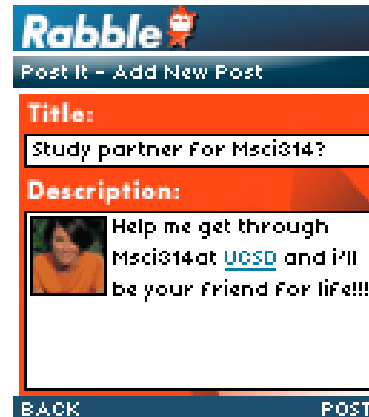 Rabble
Post It - Add New Post
Title:
Study partner for Msci314?
Description:
Help me get through
Msci314at UCSD and i'll
be your friend for life!!!
BACK POST